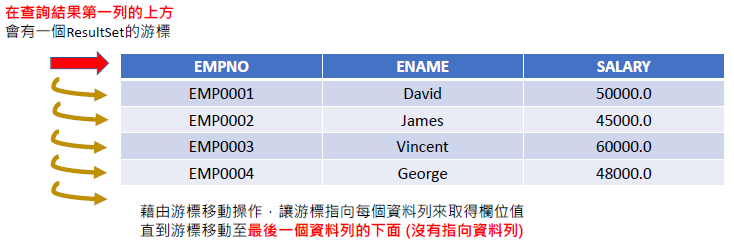 在查詢結果第一列的上方
會有一個ResultSet的游標
EMPNO ENAME SALARY
EMP0001 David 50000.0
EMP0002 James 45000.0
EMP0003 Vincent 60000.0
EMP0004 George 48000.0
藉由游標移動操作，讓游標指向每個資料列來取得欄位值
直到游標移動至最後一個資料列的下面 (沒有指向資料列)